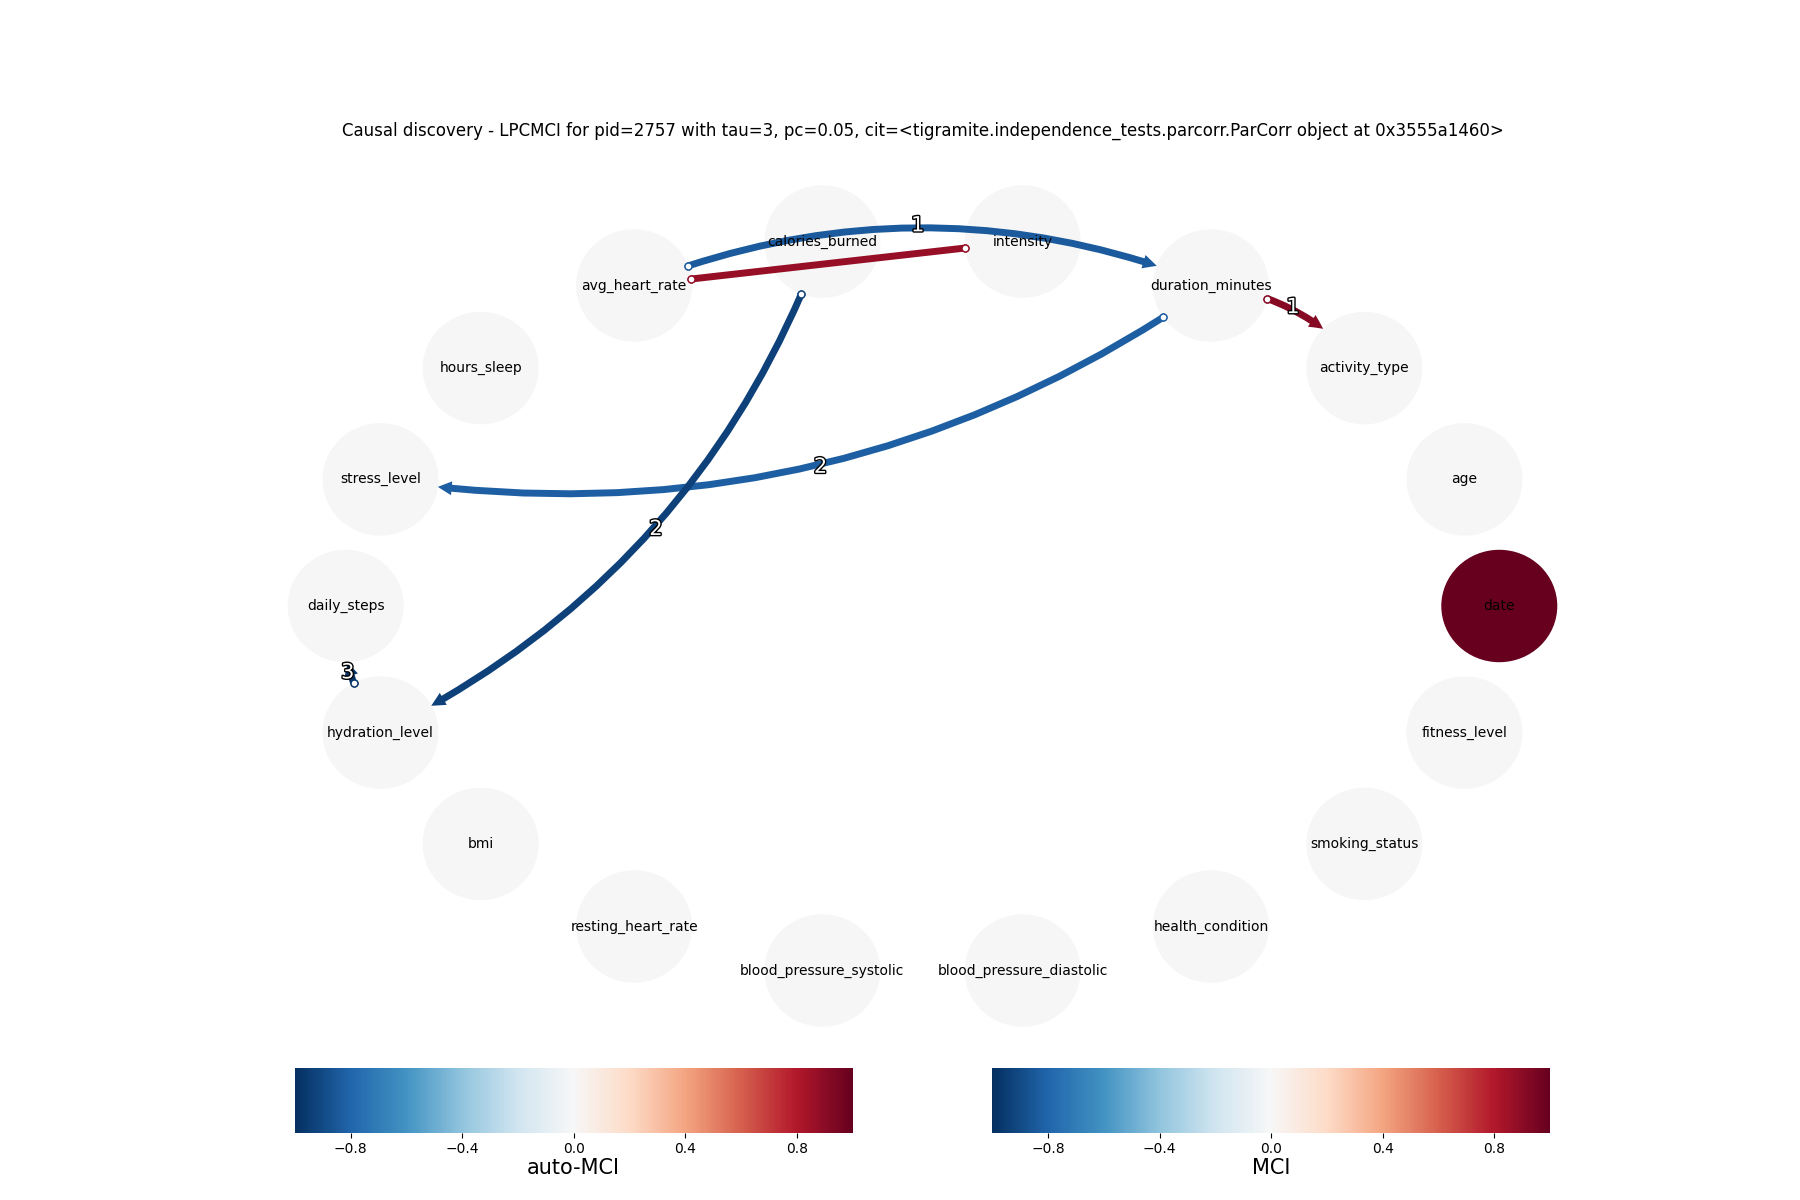 Causal discovery - LPCMCI for pid=2757 with tau=3, pc=0.05, cit=<tigramite.independence_tests.parcorr.ParCorr object at 0x3555a1460>
1
calories_burned
intensity
avg_heart_rate
duration_minutes
1
hours_sleep
activity_type
2
stress_level
age
2
daily_steps
date
3
hydration_level
fitness_level
bmi
smoking_status
resting_heart_rate
health_condition
blood_pressure_systolic
blood_pressure_diastolic
−0.8 −0.4 0.0 0.4 0.8
auto-MCI
−0.8 −0.4 0.0 0.4 0.8
MCI